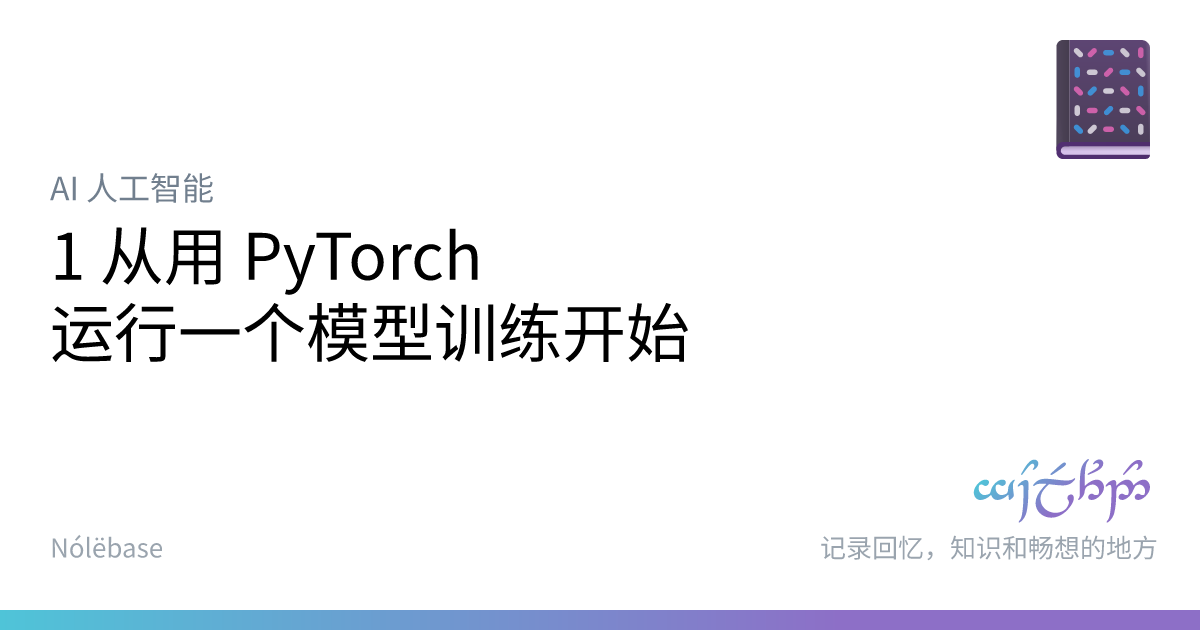 AI 人工智能
1 从用 PyTorch
运行一个模型训练开始
Nólëbase
记录回忆，知识和畅想的地方